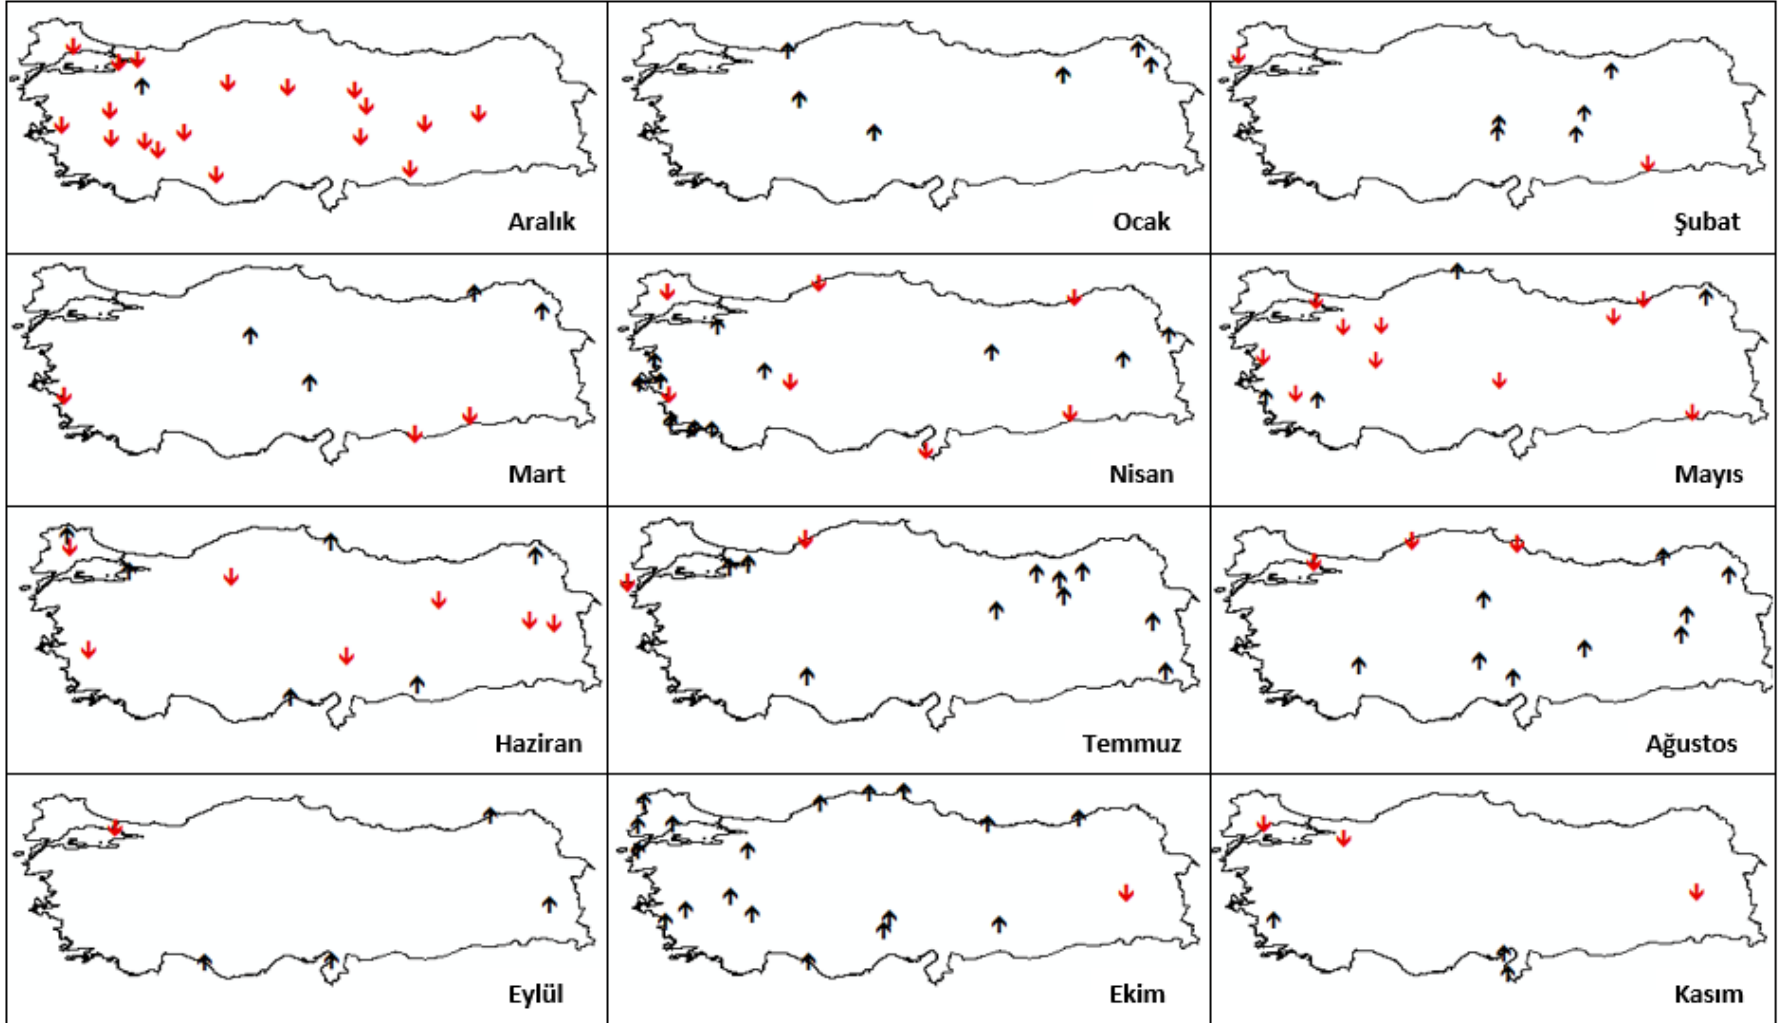 Aralık
Ocak
Şubat
Mart
Nisan
Mayıs
Haziran
Temmuz
Ağustos
Eylül
Ekim
Kasım